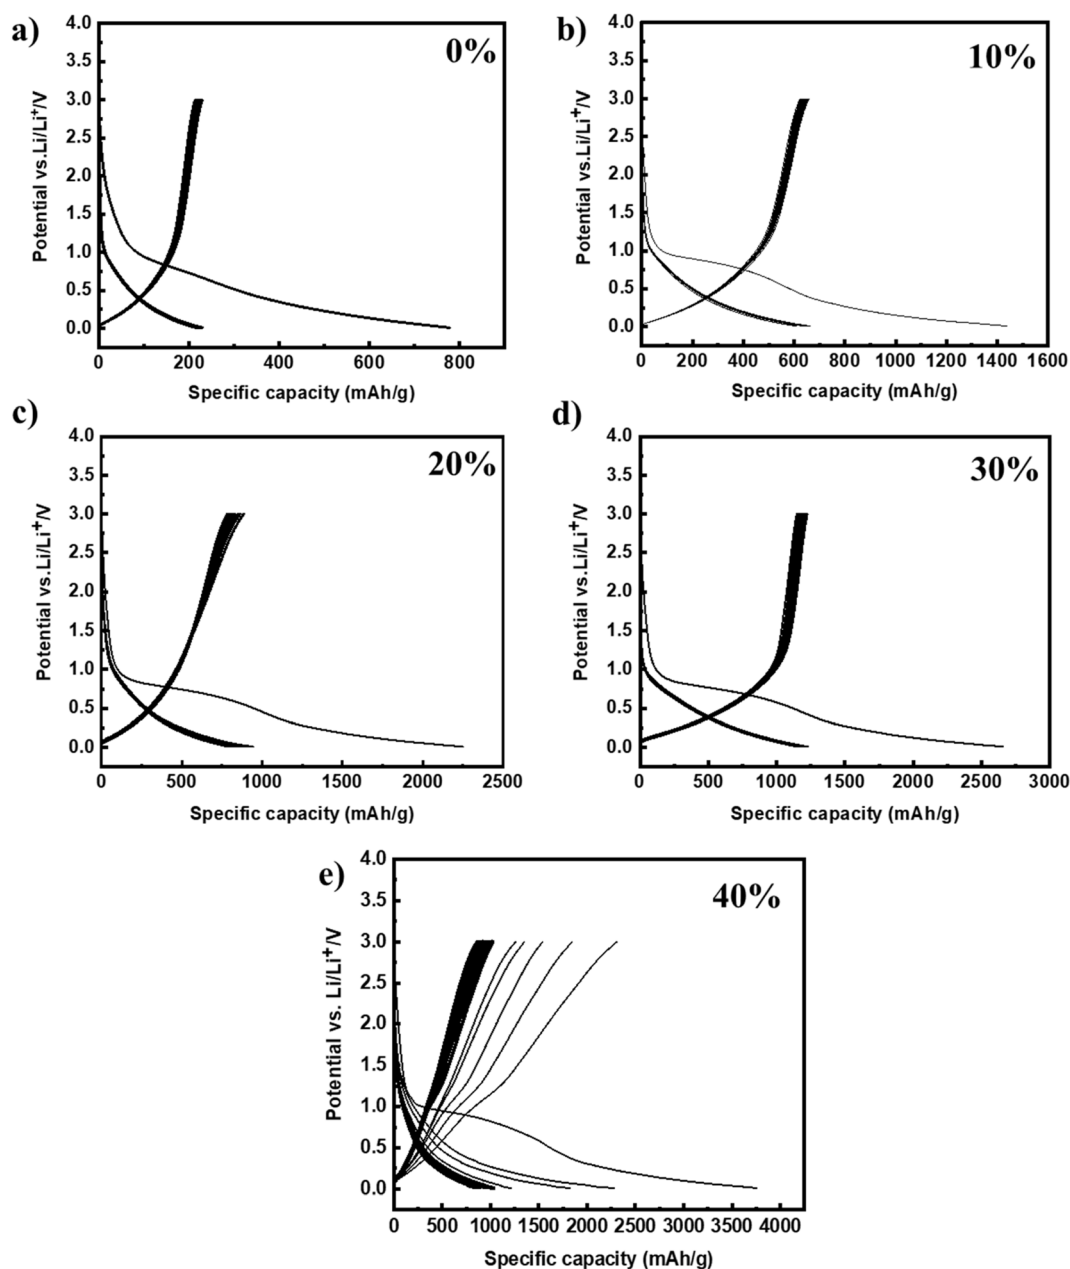 a)
0%
4.0
3.5
3.0
2.5
2.0
1.5
1.0
0.5
0.0
Potential vs.Li/Li⁺/V
0 200 400 600 800
Specific capacity (mAh/g)
b)
10%
4.0
3.5
3.0
2.5
2.0
1.5
1.0
0.5
0.0
Potential vs.Li/Li⁺/V
0 200 400 600 800 1000 1200 1400 1600
Specific capacity (mAh/g)
c)
20%
4.0
3.5
3.0
2.5
2.0
1.5
1.0
0.5
0.0
Potential vs.Li/Li⁺/V
0 500 1000 1500 2000 2500
Specific capacity (mAh/g)
d)
30%
4.0
3.5
3.0
2.5
2.0
1.5
1.0
0.5
0.0
Potential vs.Li/Li⁺/V
0 500 1000 1500 2000 2500 3000
Specific capacity (mAh/g)
e)
40%
4.0
3.5
3.0
2.5
2.0
1.5
1.0
0.5
0.0
Potential vs. Li/Li⁺/V
0 500 1000 1500 2000 2500 3000 3500 4000
Specific capacity (mAh/g)